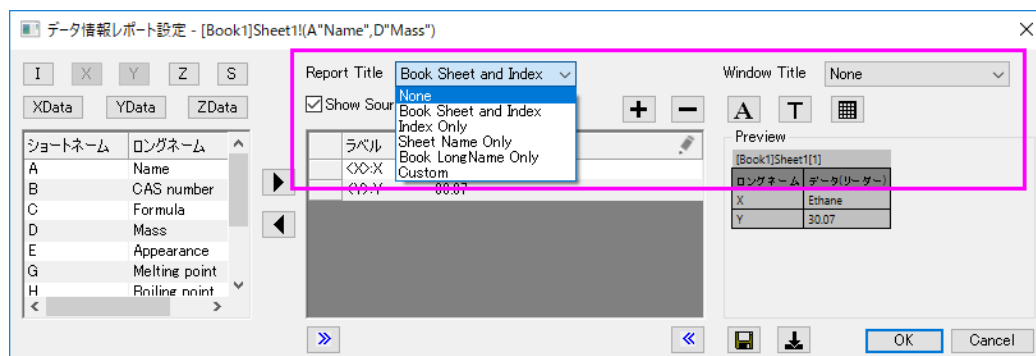 データ情報レポート設定 - [Book1]Sheet1!(A"Name",D"Mass")
I X Y Z S
XData YData ZData
ショートネーム ロングネーム
A Name
B CAS number
C Formula
D Mass
E Appearance
G Melting point
H Boiling point
Report Title Book Sheet and Index
Show Sour
None
Book Sheet and Index
Index Only
Sheet Name Only
Book LongName Only
Custom
ラベル
<X>:X
<Y>:Y 30.07
Window Title None
A T
Preview
[Book1]Sheet1[1]
ロングネーム データ(リーダー)
X Ethane
Y 30.07
OK Cancel